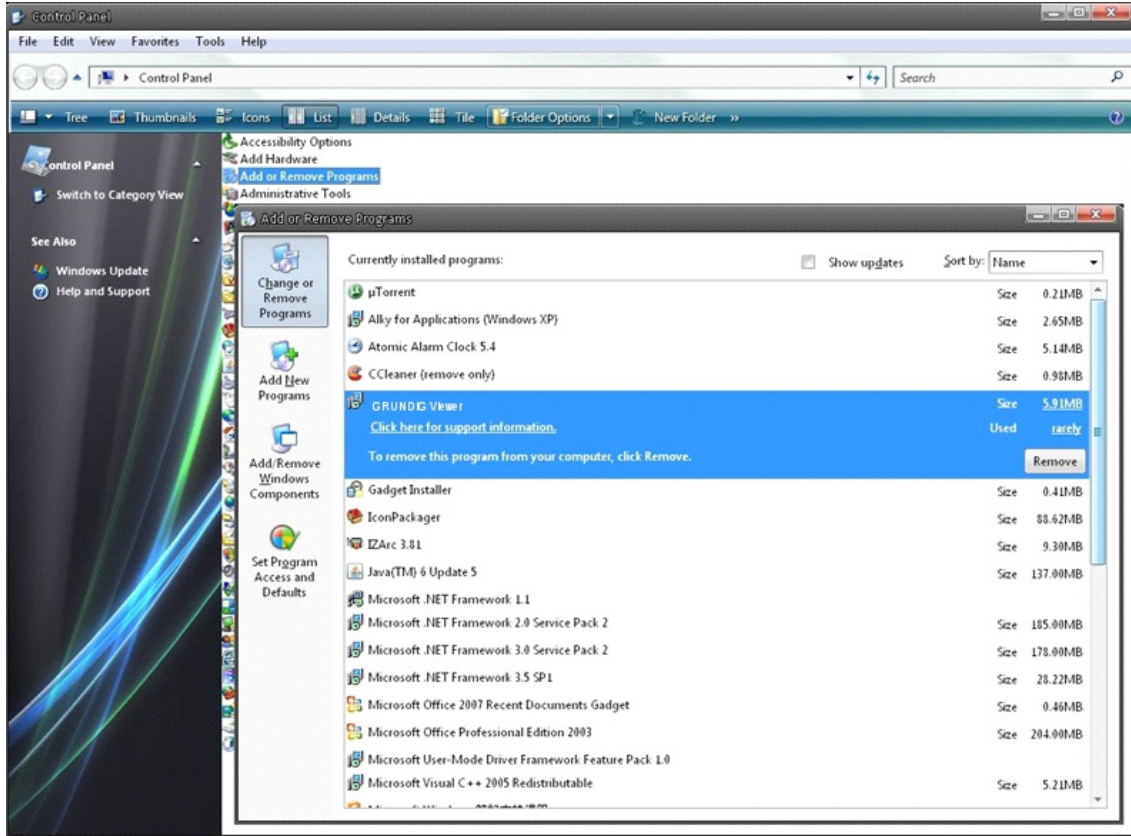 Control Panel
File Edit View Favorites Tools Help
Control Panel
Search
Tree Thumbnails Icons List Details Tile Folder Options New Folder »
Control Panel
Switch to Category View
See Also
Windows Update
Help and Support
Accessibility Options
Add Hardware
Add or Remove Programs
Administrative Tools
Add or Remove Programs
Change or Remove Programs
Add New Programs
Add/Remove Windows Components
Set Program Access and Defaults
Currently installed programs: Show updates Sort by: Name
µTorrent Size 0.21MB
Alky for Applications (Windows XP) Size 2.65MB
Atomic Alarm Clock 5.4 Size 5.14MB
CCleaner (remove only) Size 0.98MB
GRUNDIG Viewer Size 5.91MB
Click here for support information. Used rarely
To remove this program from your computer, click Remove. Remove
Gadget Installer Size 0.41MB
IconPackager Size 88.62MB
IZArc 3.81 Size 9.30MB
Java(TM) 6 Update 5 Size 137.00MB
Microsoft .NET Framework 1.1
Microsoft .NET Framework 2.0 Service Pack 2 Size 185.00MB
Microsoft .NET Framework 3.0 Service Pack 2 Size 178.00MB
Microsoft .NET Framework 3.5 SP1 Size 28.22MB
Microsoft Office 2007 Recent Documents Gadget Size 0.46MB
Microsoft Office Professional Edition 2003 Size 204.00MB
Microsoft User-Mode Driver Framework Feature Pack 1.0
Microsoft Visual C++ 2005 Redistributable Size 5.21MB